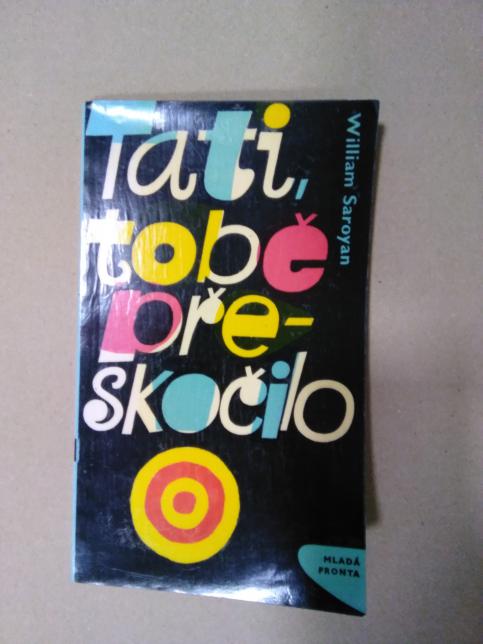 Tati,
tobě
pře-
skočilo
William Saroyan
MLADÁ
FRONTA